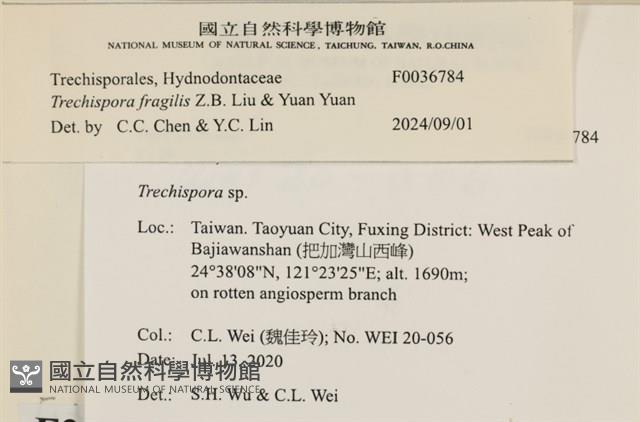 國立自然科學博物館
NATIONAL MUSEUM OF NATURAL SCIENCE, TAICHUNG, TAIWAN, R.O.CHINA
Trechisporales, Hydnodontaceae F0036784
Trechispora fragilis Z.B. Liu & Yuan Yuan
Det. by C.C. Chen & Y.C. Lin 2024/09/01
784
Trechispora sp.
Loc.: Taiwan. Taoyuan City, Fuxing District: West Peak of
Bajiawanshan (把加灣山西峰)
24°38'08"N, 121°23'25"E; alt. 1690m;
on rotten angiosperm branch
Col.: C.L. Wei (魏佳玲); No. WEI 20-056
Date: Jul. 13, 2020
國立自然科學博物館
NATIONAL MUSEUM OF NATURAL SCIENCE
Det.: S.H. Wu & C.L. Wei